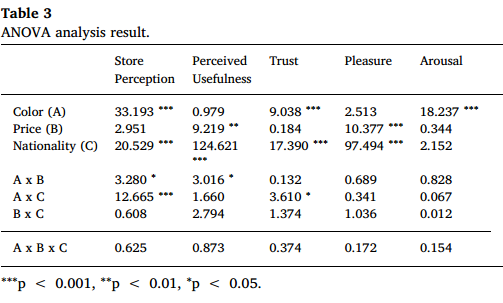 Table 3
ANOVA analysis result.
Store Perception Perceived Usefulness Trust Pleasure Arousal
Color (A) 33.193 *** 0.979 9.038 *** 2.513 18.237 ***
Price (B) 2.951 9.219 ** 0.184 10.377 *** 0.344
Nationality (C) 20.529 *** 124.621 *** 17.390 *** 97.494 *** 2.152
A x B 3.280 * 3.016 * 0.132 0.689 0.828
A x C 12.665 *** 1.660 3.610 * 0.341 0.067
B x C 0.608 2.794 1.374 1.036 0.012
A x B x C 0.625 0.873 0.374 0.172 0.154
***p < 0.001, **p < 0.01, *p < 0.05.